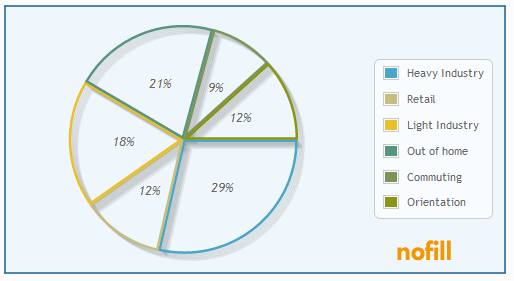 21%
9%
12%
18%
12%
29%
Heavy Industry
Retail
Light Industry
Out of home
Commuting
Orientation
nofill